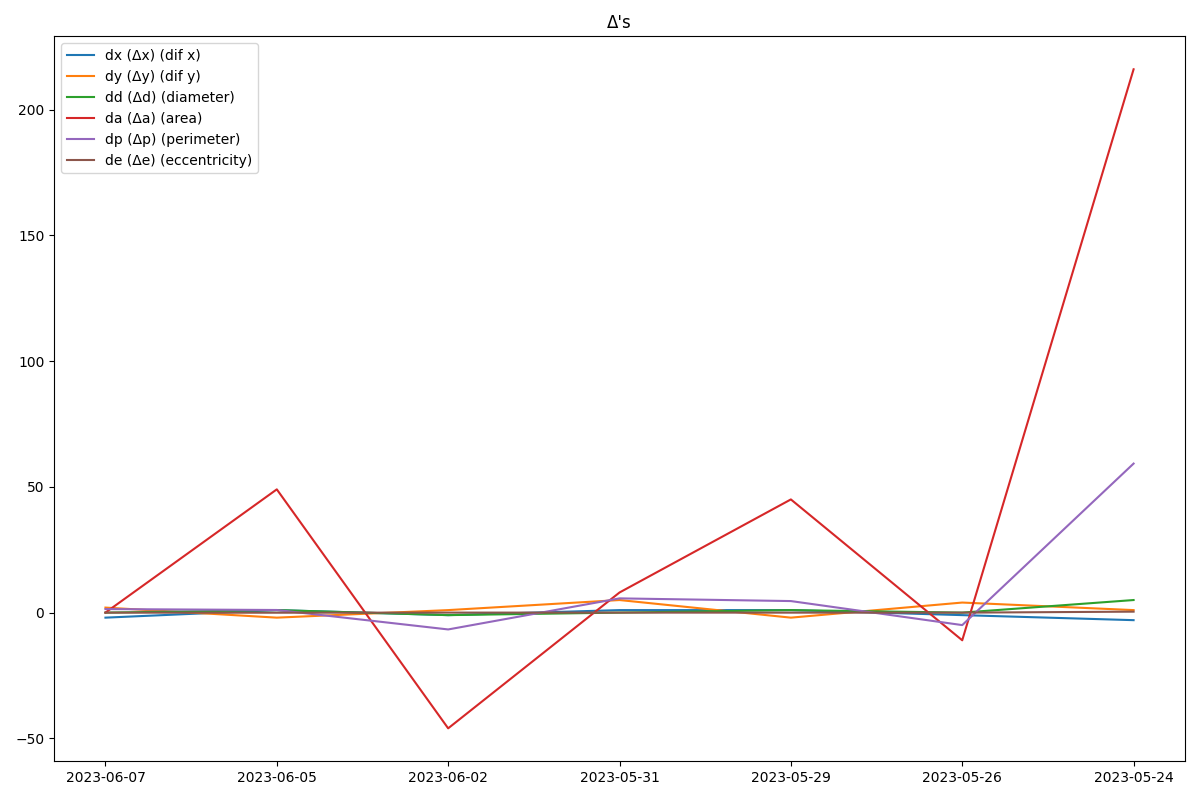 Δ's
dx (Δx) (dif x)
dy (Δy) (dif y)
dd (Δd) (diameter)
da (Δa) (area)
dp (Δp) (perimeter)
de (Δe) (eccentricity)
200
150
100
50
0
−50
2023-06-07 2023-06-05 2023-06-02 2023-05-31 2023-05-29 2023-05-26 2023-05-24